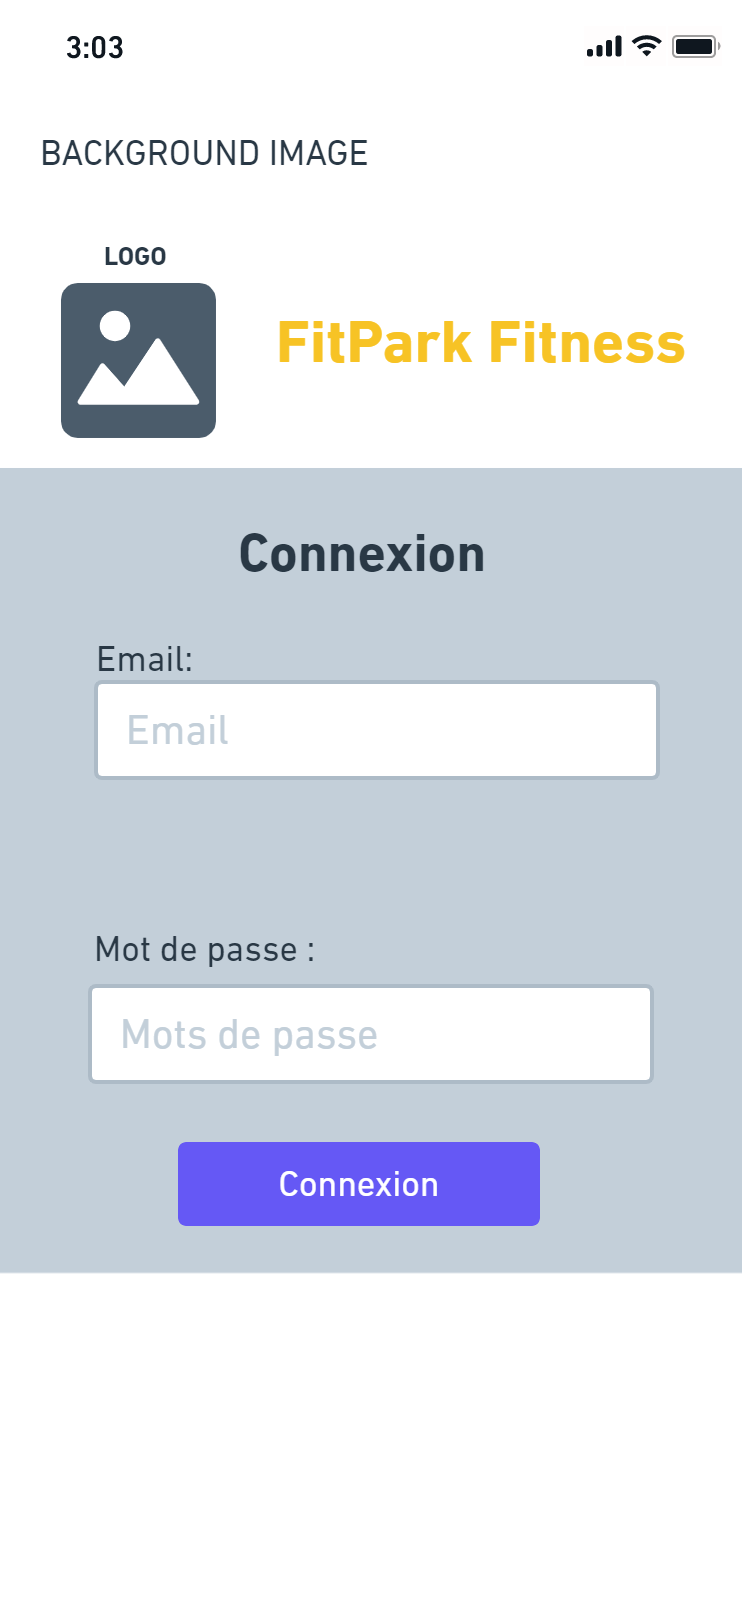 3:03
BACKGROUND IMAGE
LOGO
FitPark Fitness
Connexion
Email:
Email
Mot de passe :
Mots de passe
Connexion